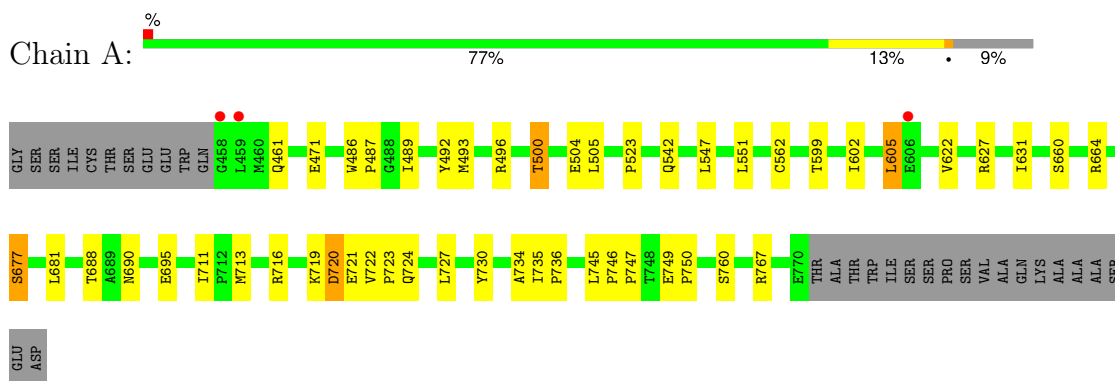 %
Chain A:
77% 13% • 9%
GLY SER SER ILE CYS THR SER GLU GLU TRP GLN G458 L459 M460 Q461 E471 W486 P487 G488 I489 Y492 M493 R496 T500 E504 L505 P523 Q542 L547 L551 C562 T599 I602 L605 E606 V622 R627 I631 S660 R664
S677 L681 T688 A689 N690 E695 I711 P712 M713 R716 K719 D720 E721 V722 P723 Q724 L727 Y730 A734 I735 P736 L745 P746 P747 T748 E749 P750 S760 R767 E770 THR ALA THR TRP ILE SER SER PRO SER VAL ALA GLN LYS ALA ALA ALA SER
GLU ASP